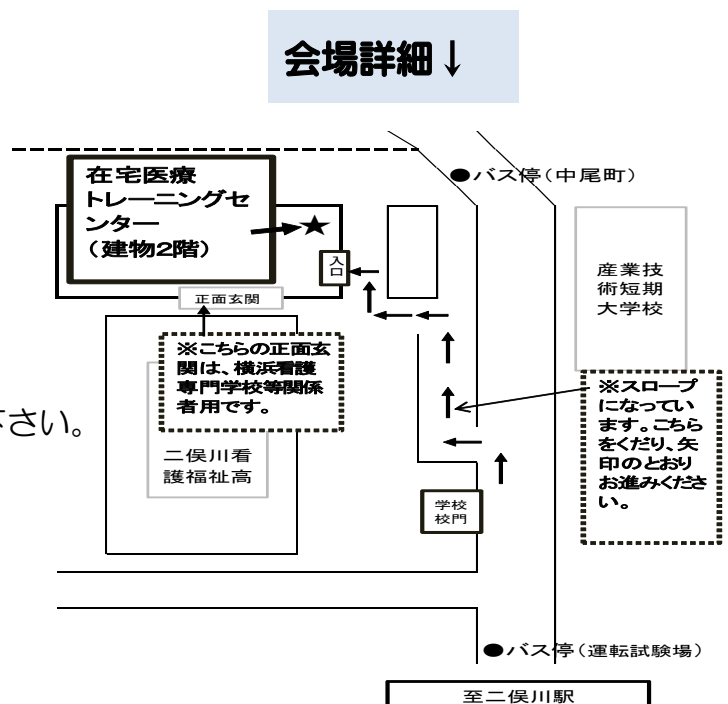 会場詳細↓
●バス停（中尾町）
在宅医療
トレーニングセ
ンター
（建物2階）
★
入
口
正面玄関
産業技
術短期
大学校
※こちらの正面玄
関は、横浜看護
専門学校等関係
者用です。
※スロープ
になってい
ます。こちら
をくだり、矢
印のとおり
お進みくださ
い。
下さい。
二俣川看
護福祉高
学校
校門
●バス停（運転試験場）
至二俣川駅